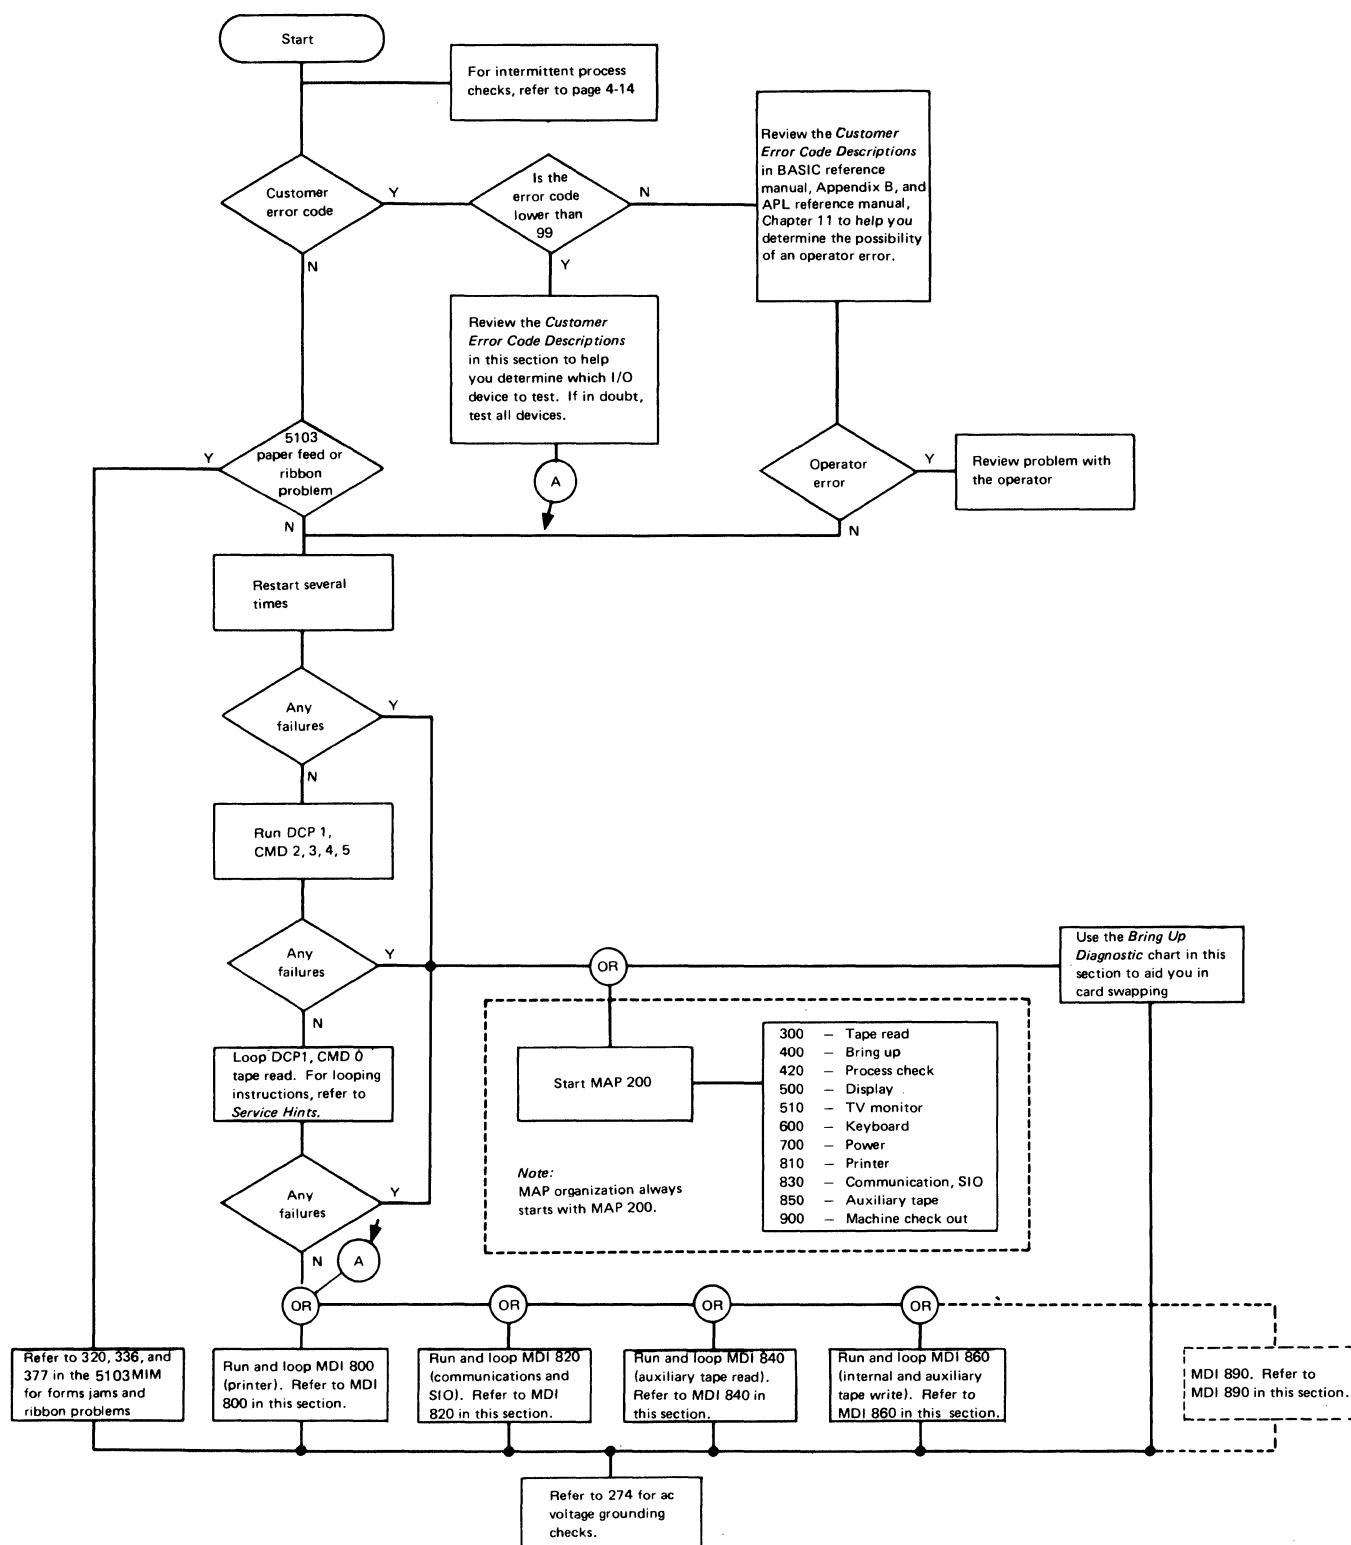 Start
For intermittent process
checks, refer to page 4-14
Customer
error code
Y
N
Is the
error code
lower than
99
N
Y
Review the Customer
Error Code Descriptions
in BASIC reference
manual, Appendix B, and
APL reference manual,
Chapter 11 to help you
determine the possibility
of an operator error.
Review the Customer
Error Code Descriptions
in this section to help
you determine which I/O
device to test. If in doubt,
test all devices.
A
Operator
error
Y
N
Review problem with
the operator
5103
paper feed or
ribbon
problem
Y
N
Restart several
times
Any
failures
Y
N
Run DCP 1,
CMD 2, 3, 4, 5
Any
failures
Y
N
OR
Use the Bring Up
Diagnostic chart in this
section to aid you in
card swapping
Loop DCP1, CMD 0
tape read. For looping
instructions, refer to
Service Hints.
Start MAP 200
300 — Tape read
400 — Bring up
420 — Process check
500 — Display
510 — TV monitor
600 — Keyboard
700 — Power
810 — Printer
830 — Communication, SIO
850 — Auxiliary tape
900 — Machine check out
Note:
MAP organization always
starts with MAP 200.
Any
failures
Y
N
A
OR
OR
OR
OR
Refer to 320, 336, and
377 in the 5103 MIM
for forms jams and
ribbon problems
Run and loop MDI 800
(printer). Refer to MDI
800 in this section.
Run and loop MDI 820
(communications and
SIO). Refer to MDI
820 in this section.
Run and loop MDI 840
(auxiliary tape read).
Refer to MDI 840 in
this section.
Run and loop MDI 860
(internal and auxiliary
tape write). Refer to
MDI 860 in this section.
MDI 890. Refer to
MDI 890 in this section.
Refer to 274 for ac
voltage grounding
checks.